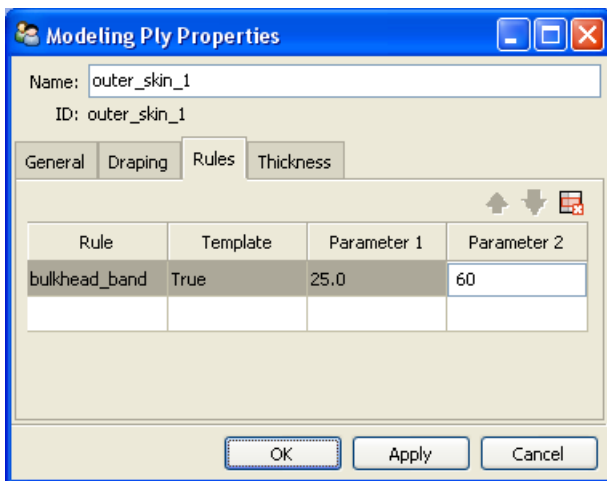 Modeling Ply Properties
Name: outer_skin_1
ID: outer_skin_1
General Draping Rules Thickness
Rule Template Parameter 1 Parameter 2
bulkhead_band True 25.0 60
OK Apply Cancel